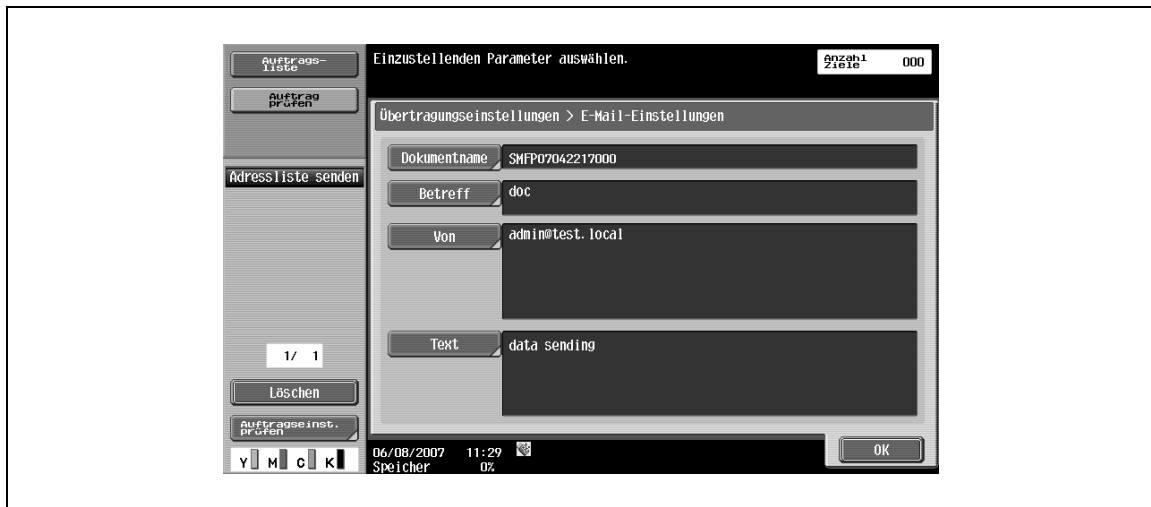 Auftrags-
liste
Auftrag
prüfen
Adressliste senden
1/ 1
Löschen
Auftragseinst.
prüfen
Y M C K
Einzustellenden Parameter auswählen.
Anzahl
Ziele 000
Übertragungseinstellungen > E-Mail-Einstellungen
Dokumentname SMFP07042217000
Betreff doc
Von admin@test.local
Text data sending
06/08/2007 11:29
Speicher 0%
OK